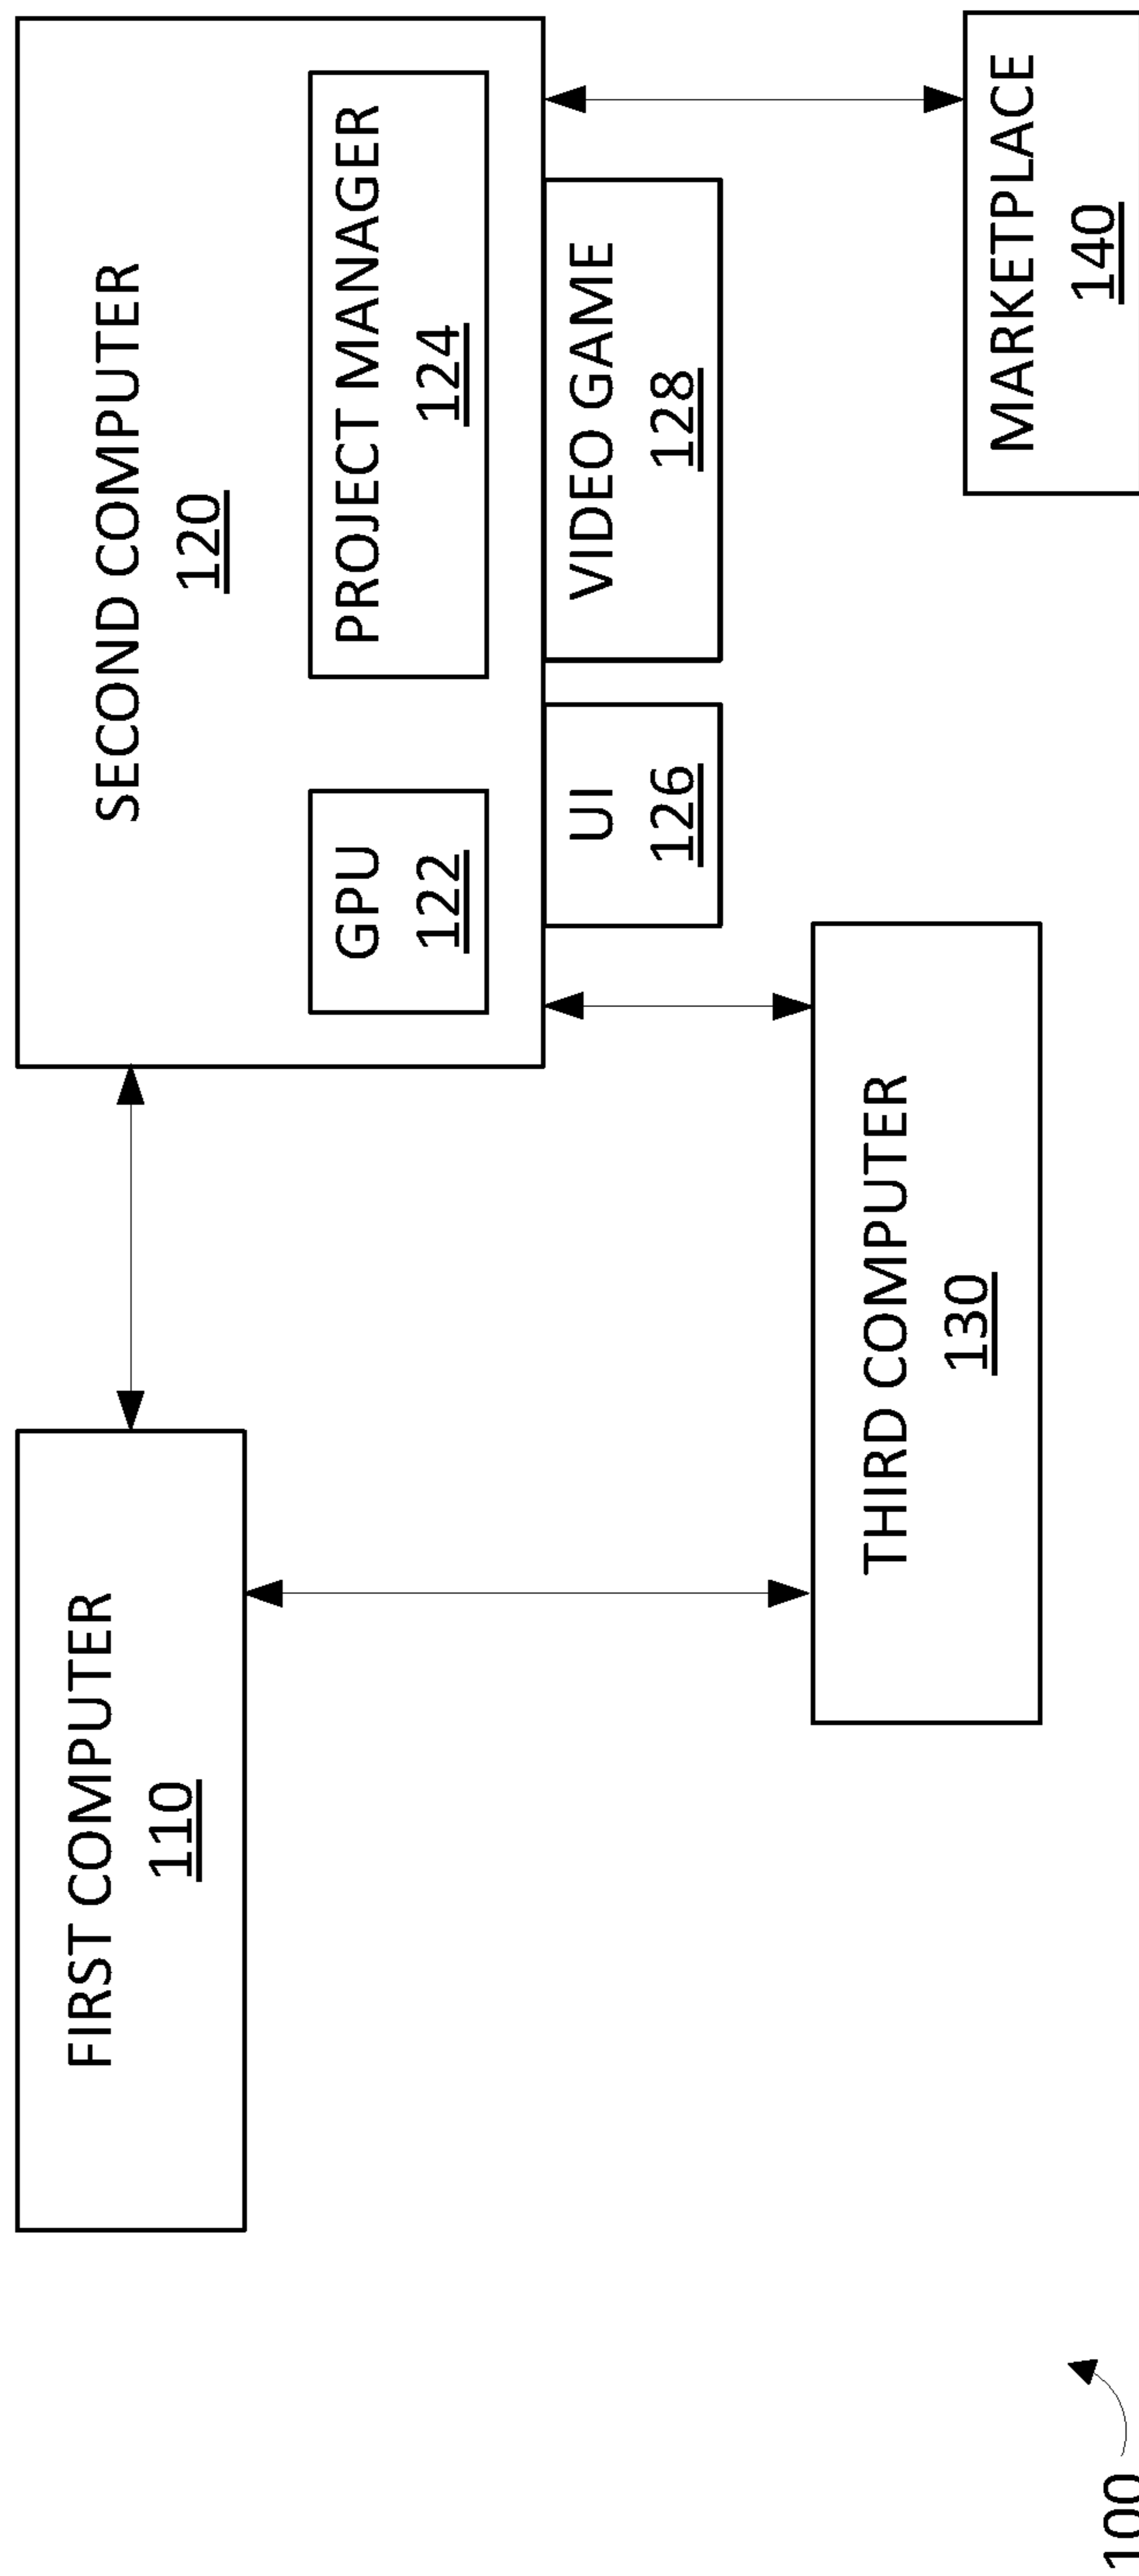 FIRST COMPUTER
110
SECOND COMPUTER
120
GPU
122
PROJECT MANAGER
124
UI
126
VIDEO GAME
128
THIRD COMPUTER
130
MARKETPLACE
140
100